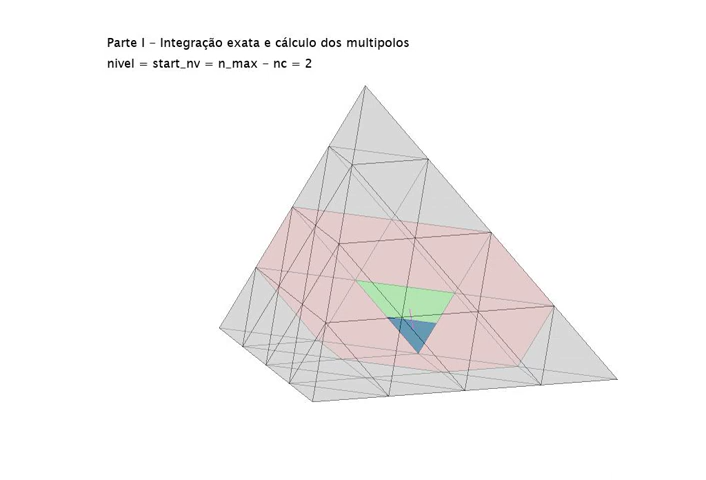 Parte I - Integração exata e cálculo dos multipolos
nivel = start_nv = n_max - nc = 2